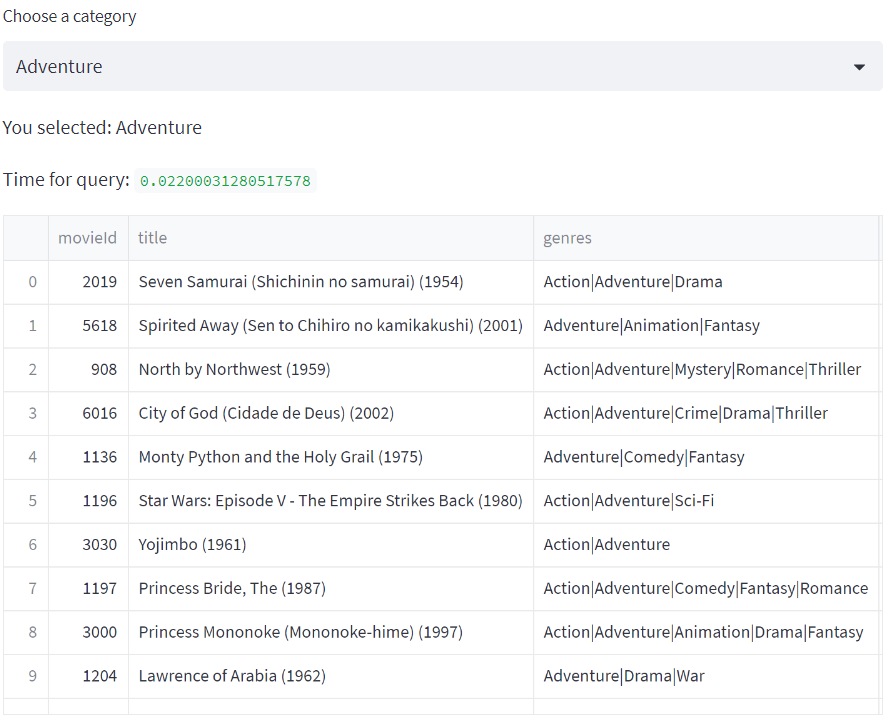 Choose a category
Adventure
You selected: Adventure
Time for query: 0.02200031280517578
movieId title genres
0 2019 Seven Samurai (Shichinin no samurai) (1954) Action|Adventure|Drama
1 5618 Spirited Away (Sen to Chihiro no kamikakushi) (2001) Adventure|Animation|Fantasy
2 908 North by Northwest (1959) Action|Adventure|Mystery|Romance|Thriller
3 6016 City of God (Cidade de Deus) (2002) Action|Adventure|Crime|Drama|Thriller
4 1136 Monty Python and the Holy Grail (1975) Adventure|Comedy|Fantasy
5 1196 Star Wars: Episode V - The Empire Strikes Back (1980) Action|Adventure|Sci-Fi
6 3030 Yojimbo (1961) Action|Adventure
7 1197 Princess Bride, The (1987) Action|Adventure|Comedy|Fantasy|Romance
8 3000 Princess Mononoke (Mononoke-hime) (1997) Action|Adventure|Animation|Drama|Fantasy
9 1204 Lawrence of Arabia (1962) Adventure|Drama|War